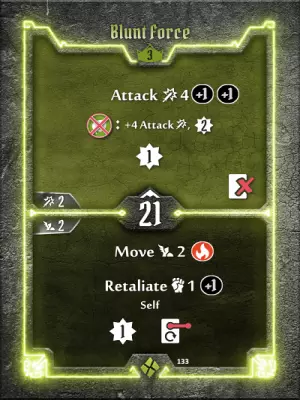 Blunt Force
3
Attack 4 +1 +1
: +4 Attack , 2
1
2
21
2
Move 2
Retaliate 1 +1
Self
1
133